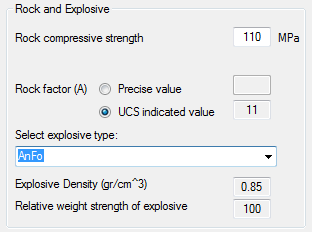 Rock and Explosive
Rock compressive strength 110 MPa
Rock factor (A) Precise value
UCS indicated value 11
Select explosive type:
AnFo
Explosive Density (gr/cm^3) 0.85
Relative weight strength of explosive 100